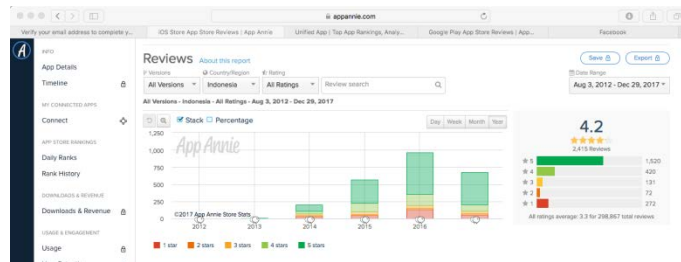 appannie.com
Verify your email address to complete y...
iOS Store App Store Reviews | App Annie
Unified App | Top App Rankings, Analy...
Google Play App Store Reviews | App...
Facebook
INFO
App Details
Timeline
MY CONNECTED APPS
Connect
APP STORE RANKINGS
Daily Ranks
Rank History
DOWNLOADS & REVENUE
Downloads & Revenue
USAGE & ENGAGEMENT
Usage
Reviews About this report
Save
Export
Versions
Country/Region
Rating
Date Range
All Versions
Indonesia
All Ratings
Review search
Aug 3, 2012 - Dec 29, 2017
All Versions - Indonesia - All Ratings - Aug 3, 2012 - Dec 29, 2017
Stack
Percentage
Day Week Month Year
1,250
1,000
750
500
250
0
App Annie
©2017 App Annie Store Stats
2012 2013 2014 2015 2016
1 star 2 stars 3 stars 4 stars 5 stars
4.2
2,415 Reviews
5 1,520
4 420
3 131
2 72
1 272
All ratings average: 3.3 for 298,867 total reviews